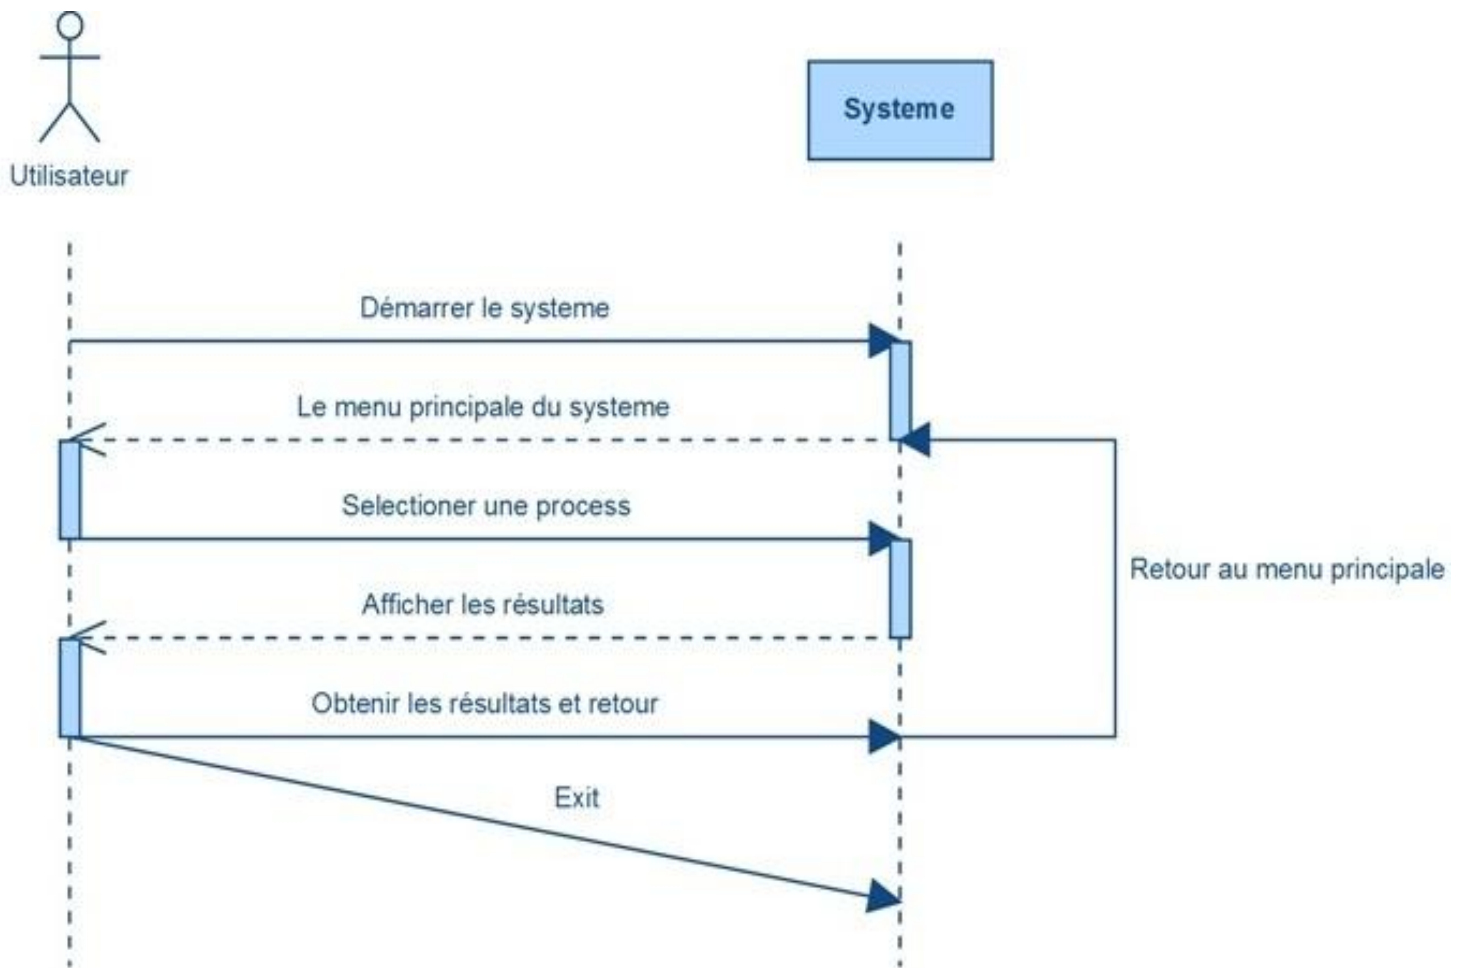 Utilisateur
Systeme
Démarrer le systeme
Le menu principale du systeme
Selectioner une process
Retour au menu principale
Afficher les résultats
Obtenir les résultats et retour
Exit